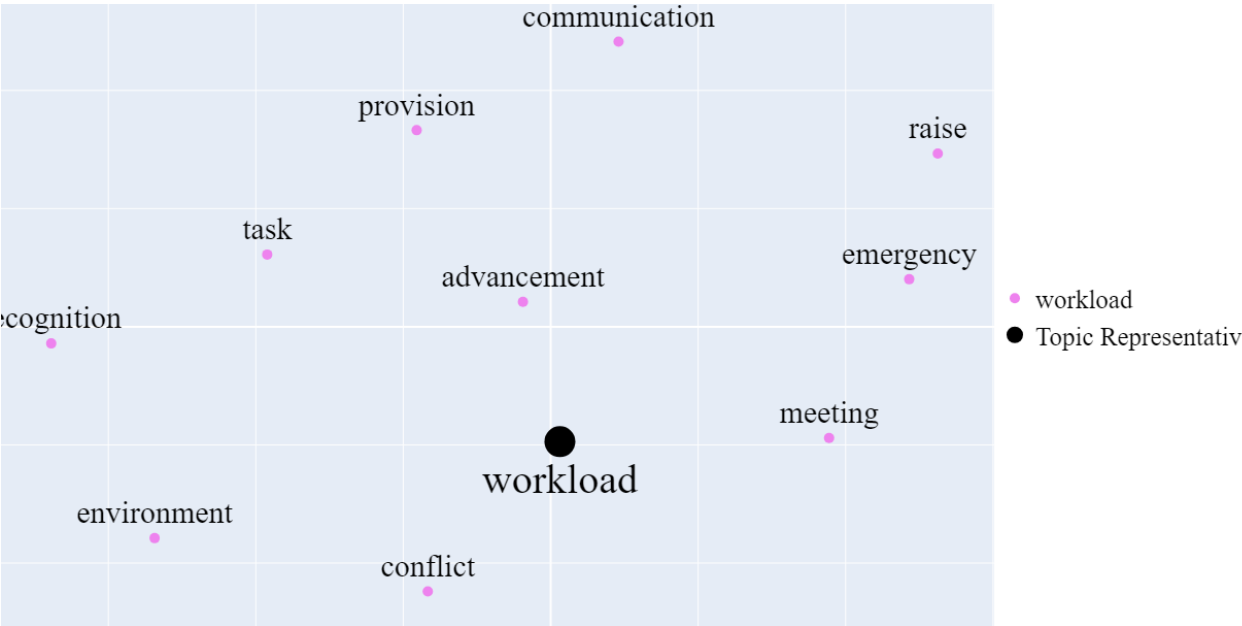 communication
provision
raise
task
emergency
advancement
ecognition
workload
Topic Representativ
meeting
workload
environment
conflict